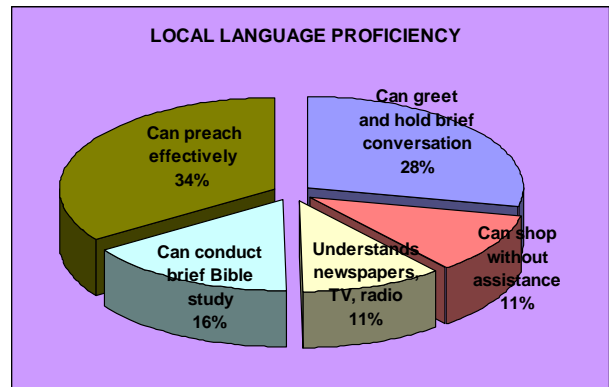 LOCAL LANGUAGE PROFICIENCY
Can greet
and hold brief
conversation
28%
Can shop
without
assistance
11%
Understands
newspapers,
TV, radio
11%
Can conduct
brief Bible
study
16%
Can preach
effectively
34%